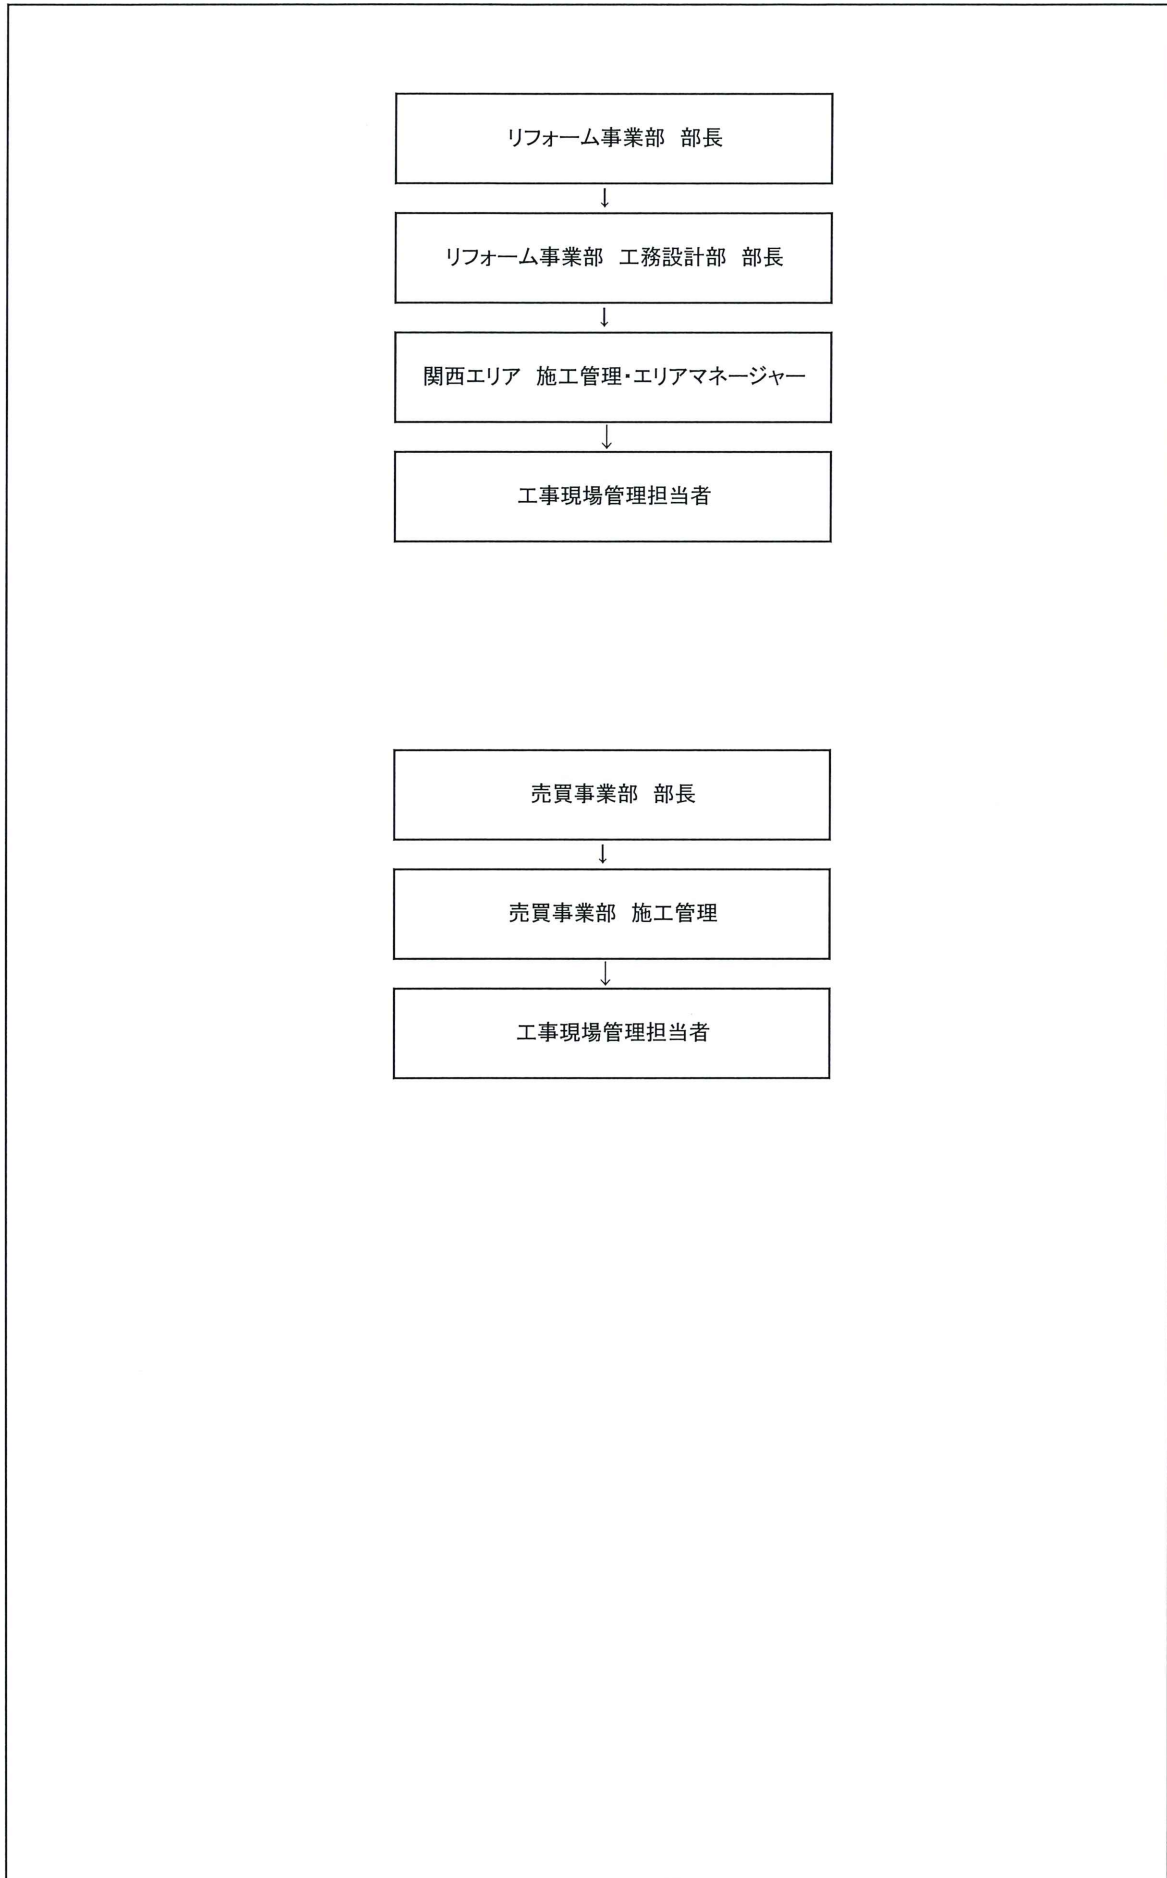 リフォーム事業部 部長
↓
リフォーム事業部 工務設計部 部長
↓
関西エリア 施工管理・エリアマネージャー
↓
工事現場管理担当者
売買事業部 部長
↓
売買事業部 施工管理
↓
工事現場管理担当者